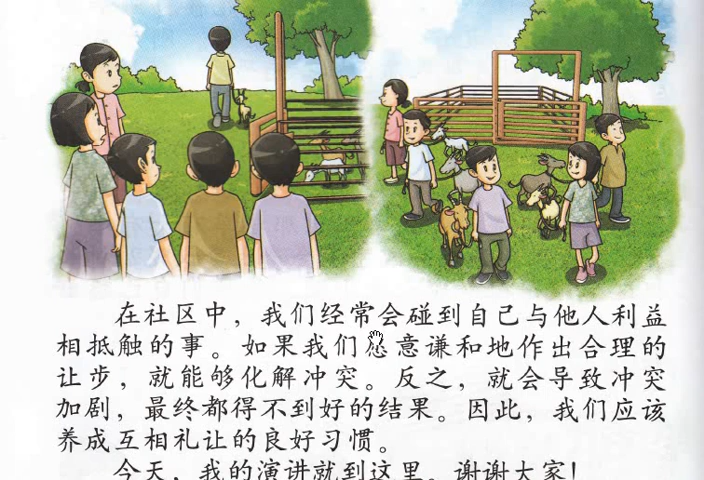 在社区中，我们经常会碰到自己与他人利益
相抵触的事。如果我们愿意谦和地作出合理的
让步，就能够化解冲突。反之，就会导致冲突
加剧，最终都得不到好的结果。因此，我们应该
养成互相礼让的良好习惯。
今天，我的演讲就到这里。谢谢大家！